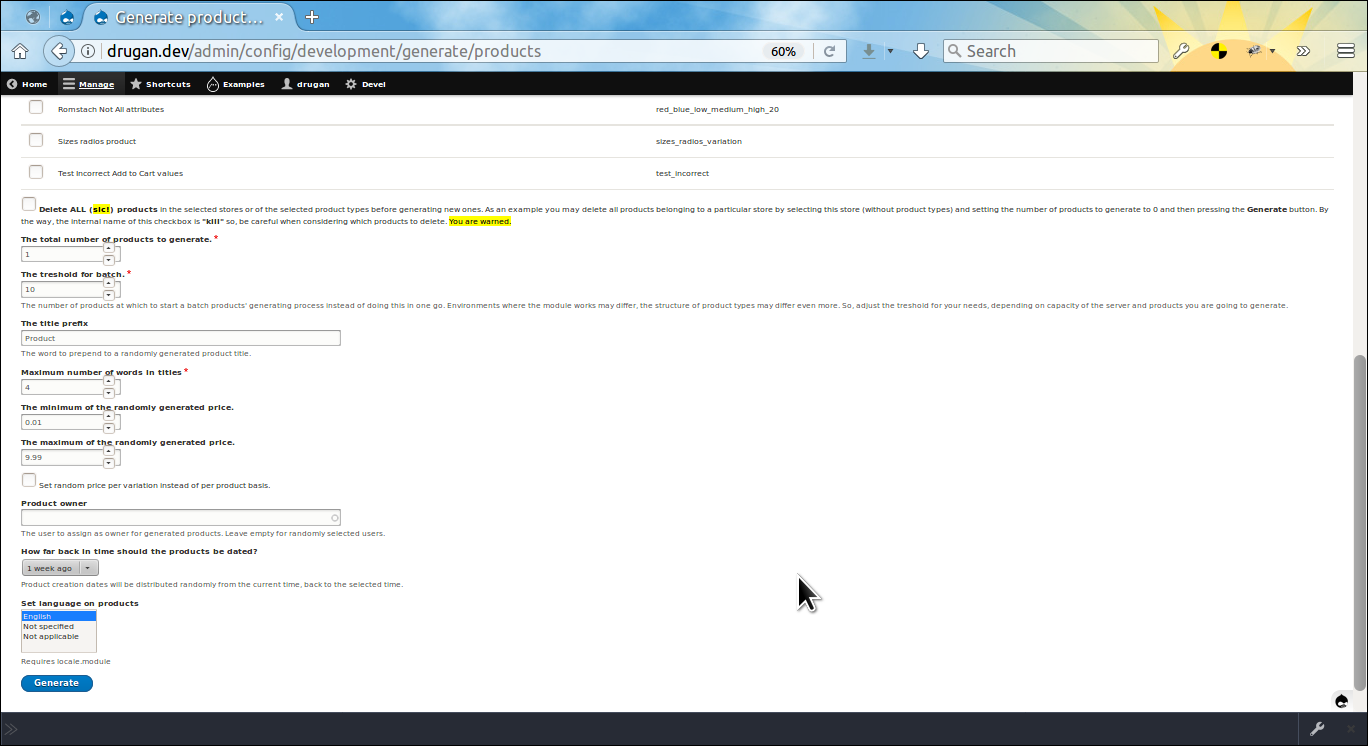 Generate product...
drugan.dev/admin/config/development/generate/products
60%
Search
Home
Manage
Shortcuts
Examples
drugan
Devel
Romstach Not All attributes
red_blue_low_medium_high_20
Sizes radios product
sizes_radios_variation
Test Incorrect Add to Cart values
test_incorrect
Delete ALL (sic!) products in the selected stores or of the selected product types before generating new ones. As an example you may delete all products belonging to a particular store by selecting this store (without product types) and setting the number of products to generate to 0 and then pressing the Generate button. By
the way, the internal name of this checkbox is "kill" so, be careful when considering which products to delete. You are warned.
The total number of products to generate. *
1
The treshold for batch. *
10
The number of products at which to start a batch products' generating process instead of doing this in one go. Environments where the module works may differ, the structure of product types may differ even more. So, adjust the treshold for your needs, depending on capacity of the server and products you are going to generate.
The title prefix
Product
The word to prepend to a randomly generated product title.
Maximum number of words in titles *
4
The minimum of the randomly generated price.
0.01
The maximum of the randomly generated price.
9.99
Set random price per variation instead of per product basis.
Product owner
The user to assign as owner for generated products. Leave empty for randomly selected users.
How far back in time should the products be dated?
1 week ago
Product creation dates will be distributed randomly from the current time, back to the selected time.
Set language on products
English
Not specified
Not applicable
Requires locale.module
Generate